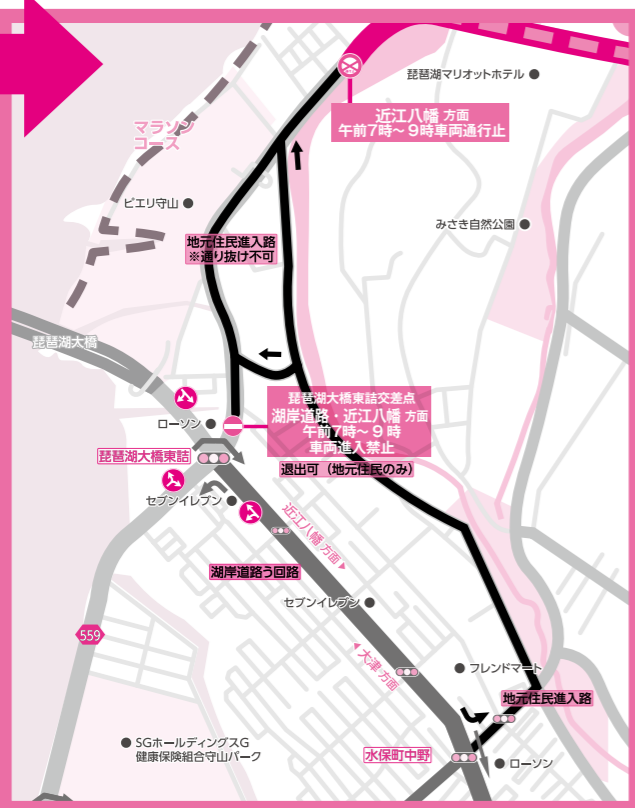 琵琶湖マリオットホテル
近江八幡 方面
午前7時～9時車両通行止
マラソン
コース
ピエリ守山
みさき自然公園
地元住民進入路
※通り抜け不可
琵琶湖大橋
琵琶湖大橋東詰交差点
湖岸道路・近江八幡 方面
午前7時～9時
車両進入禁止
退出可（地元住民のみ）
ローソン
琵琶湖大橋東詰
セブンイレブン
近江八幡 方面
湖岸道路う回路
セブンイレブン
559
大津 方面
フレンドマート
地元住民進入路
SGホールディングスG
健康保険組合守山パーク
水保町中野
ローソン